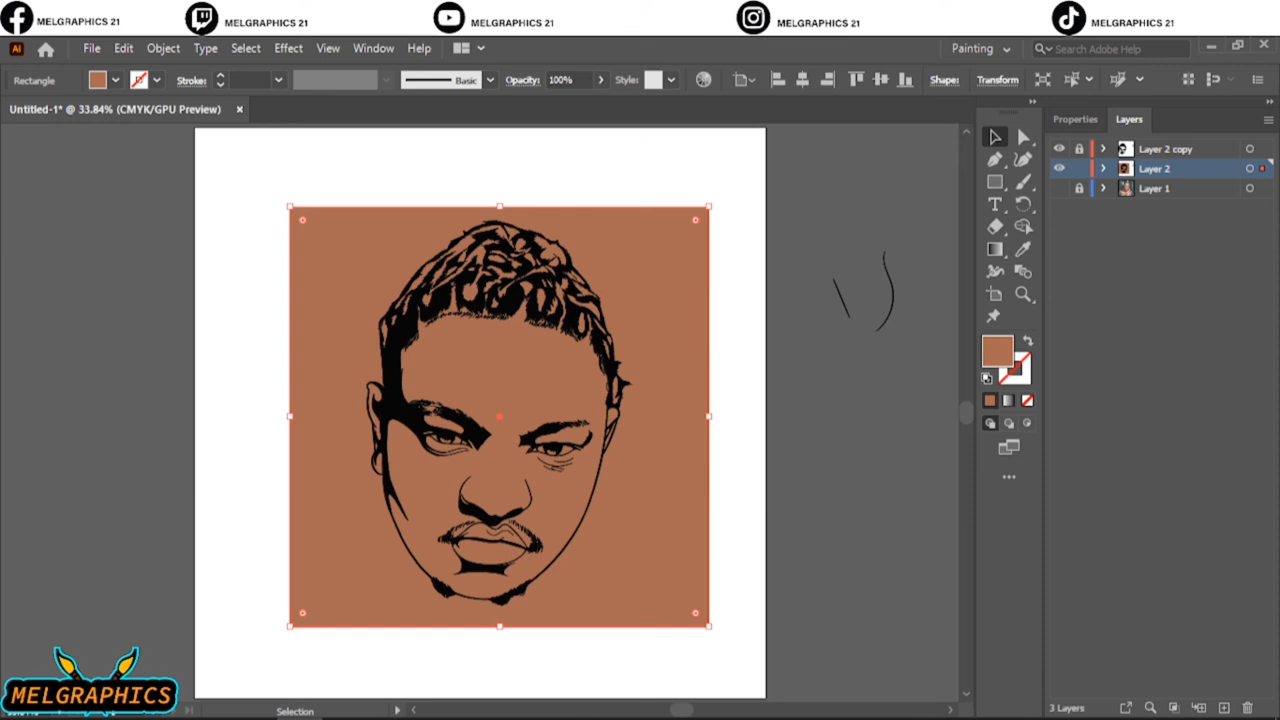 MELGRAPHICS 21 MELGRAPHICS 21 MELGRAPHICS 21 MELGRAPHICS 21 MELGRAPHICS 21
Ai File Edit Object Type Select Effect View Window Help Painting Search Adobe Help
Rectangle Stroke: Basic Opacity: 100% Style: Shape: Transform
Untitled-1* @ 33.84% (CMYK/GPU Preview) ×
Properties Layers
Layer 2 copy
Layer 2
Layer 1
MELGRAPHICS
Selection
3 Layers